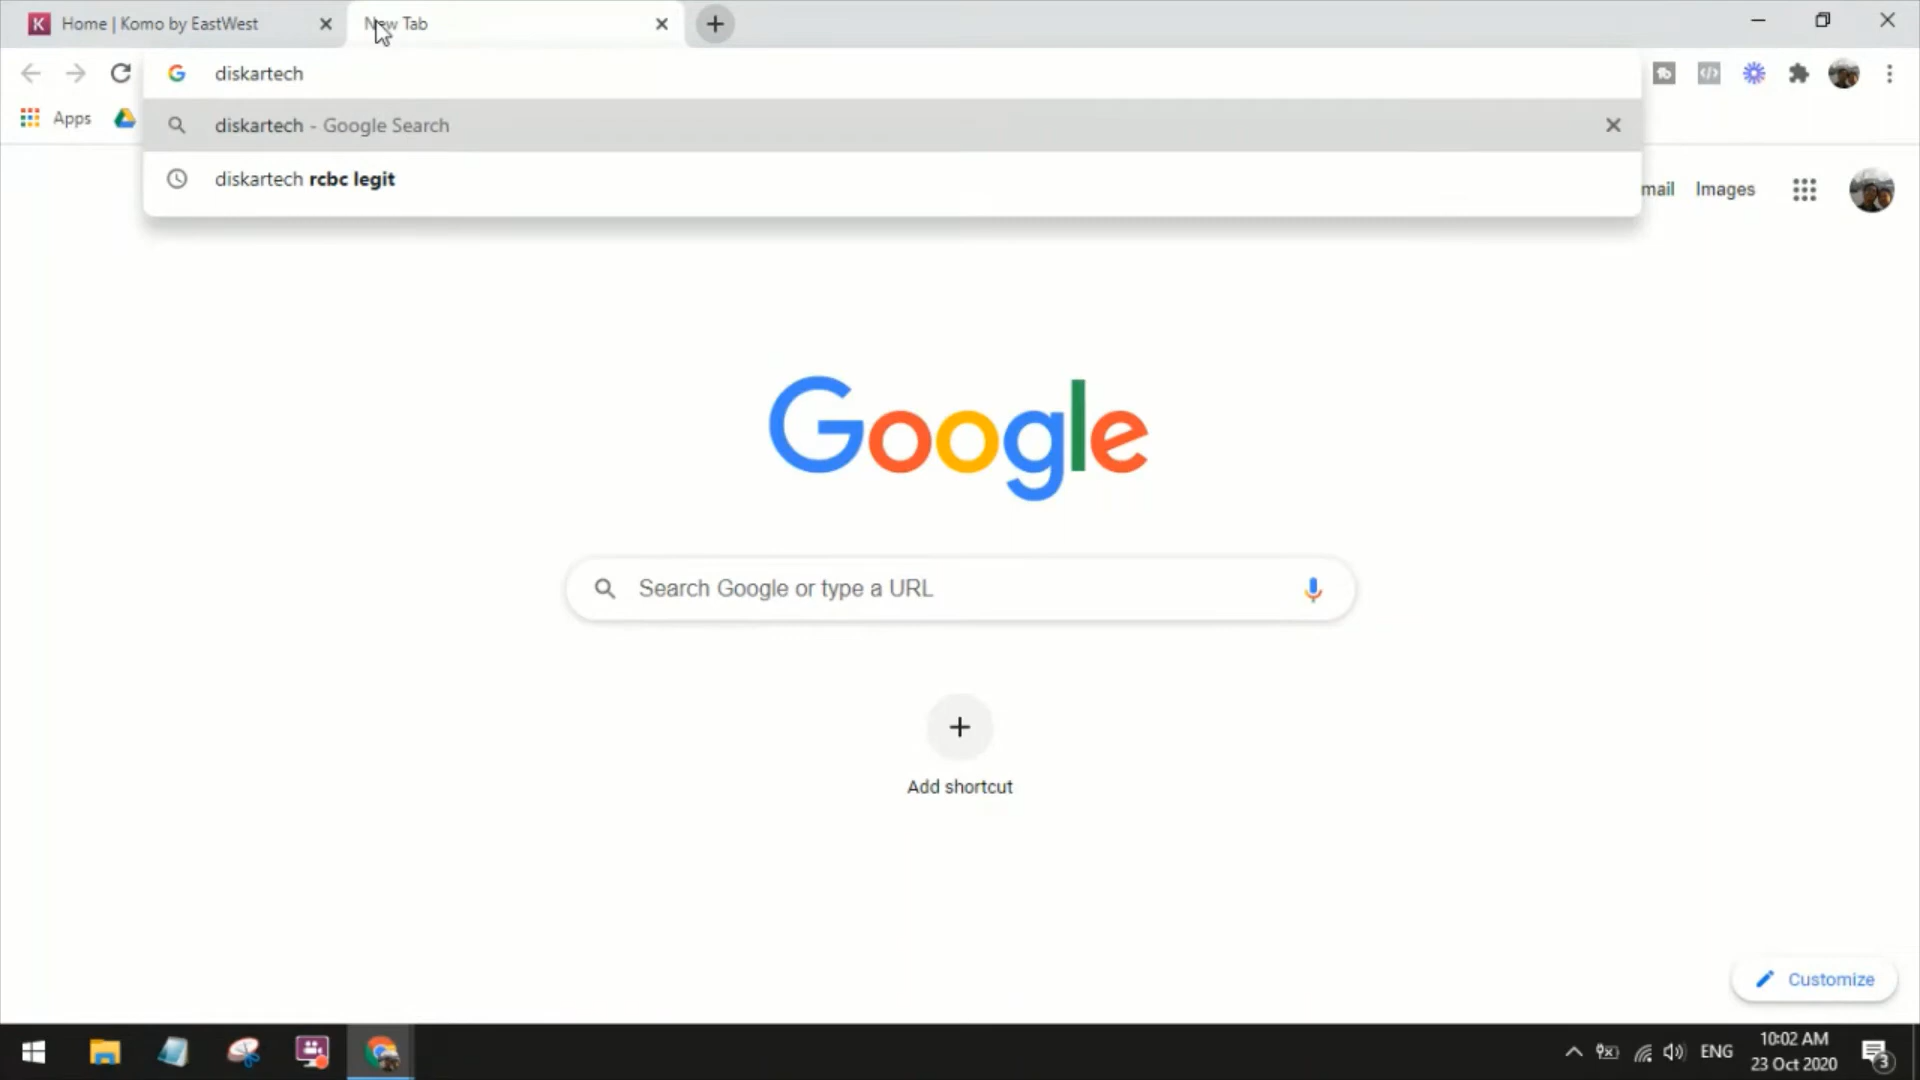 Home | Komo by EastWest
New Tab
diskartech
Apps
diskartech - Google Search
diskartech rcbc legit
mail Images
Google
Search Google or type a URL
Add shortcut
Customize
ENG
10:02 AM
23 Oct 2020
3